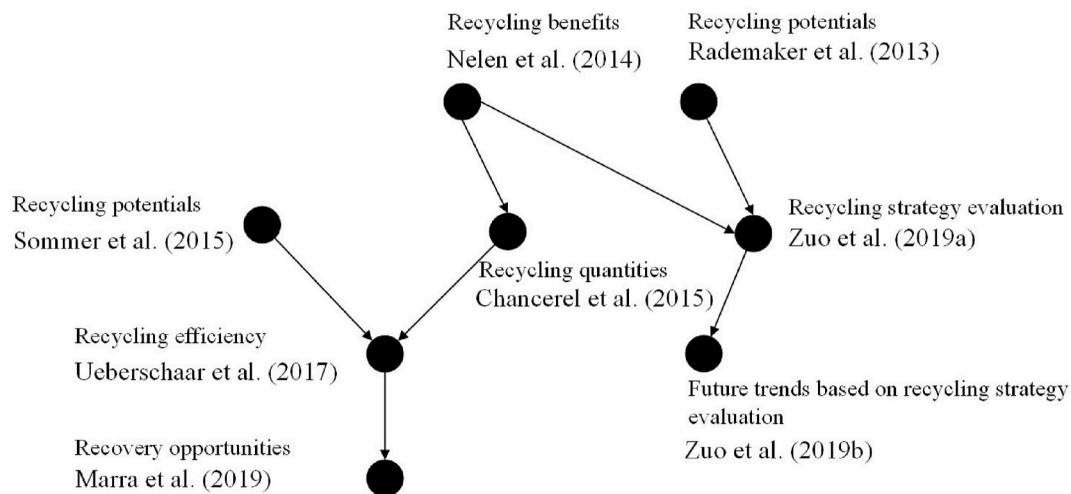 Recycling benefits
Nelen et al. (2014)
Recycling potentials
Rademaker et al. (2013)
Recycling potentials
Sommer et al. (2015)
Recycling strategy evaluation
Zuo et al. (2019a)
Recycling quantities
Chancerel et al. (2015)
Recycling efficiency
Ueberschaar et al. (2017)
Future trends based on recycling strategy
evaluation
Zuo et al. (2019b)
Recovery opportunities
Marra et al. (2019)